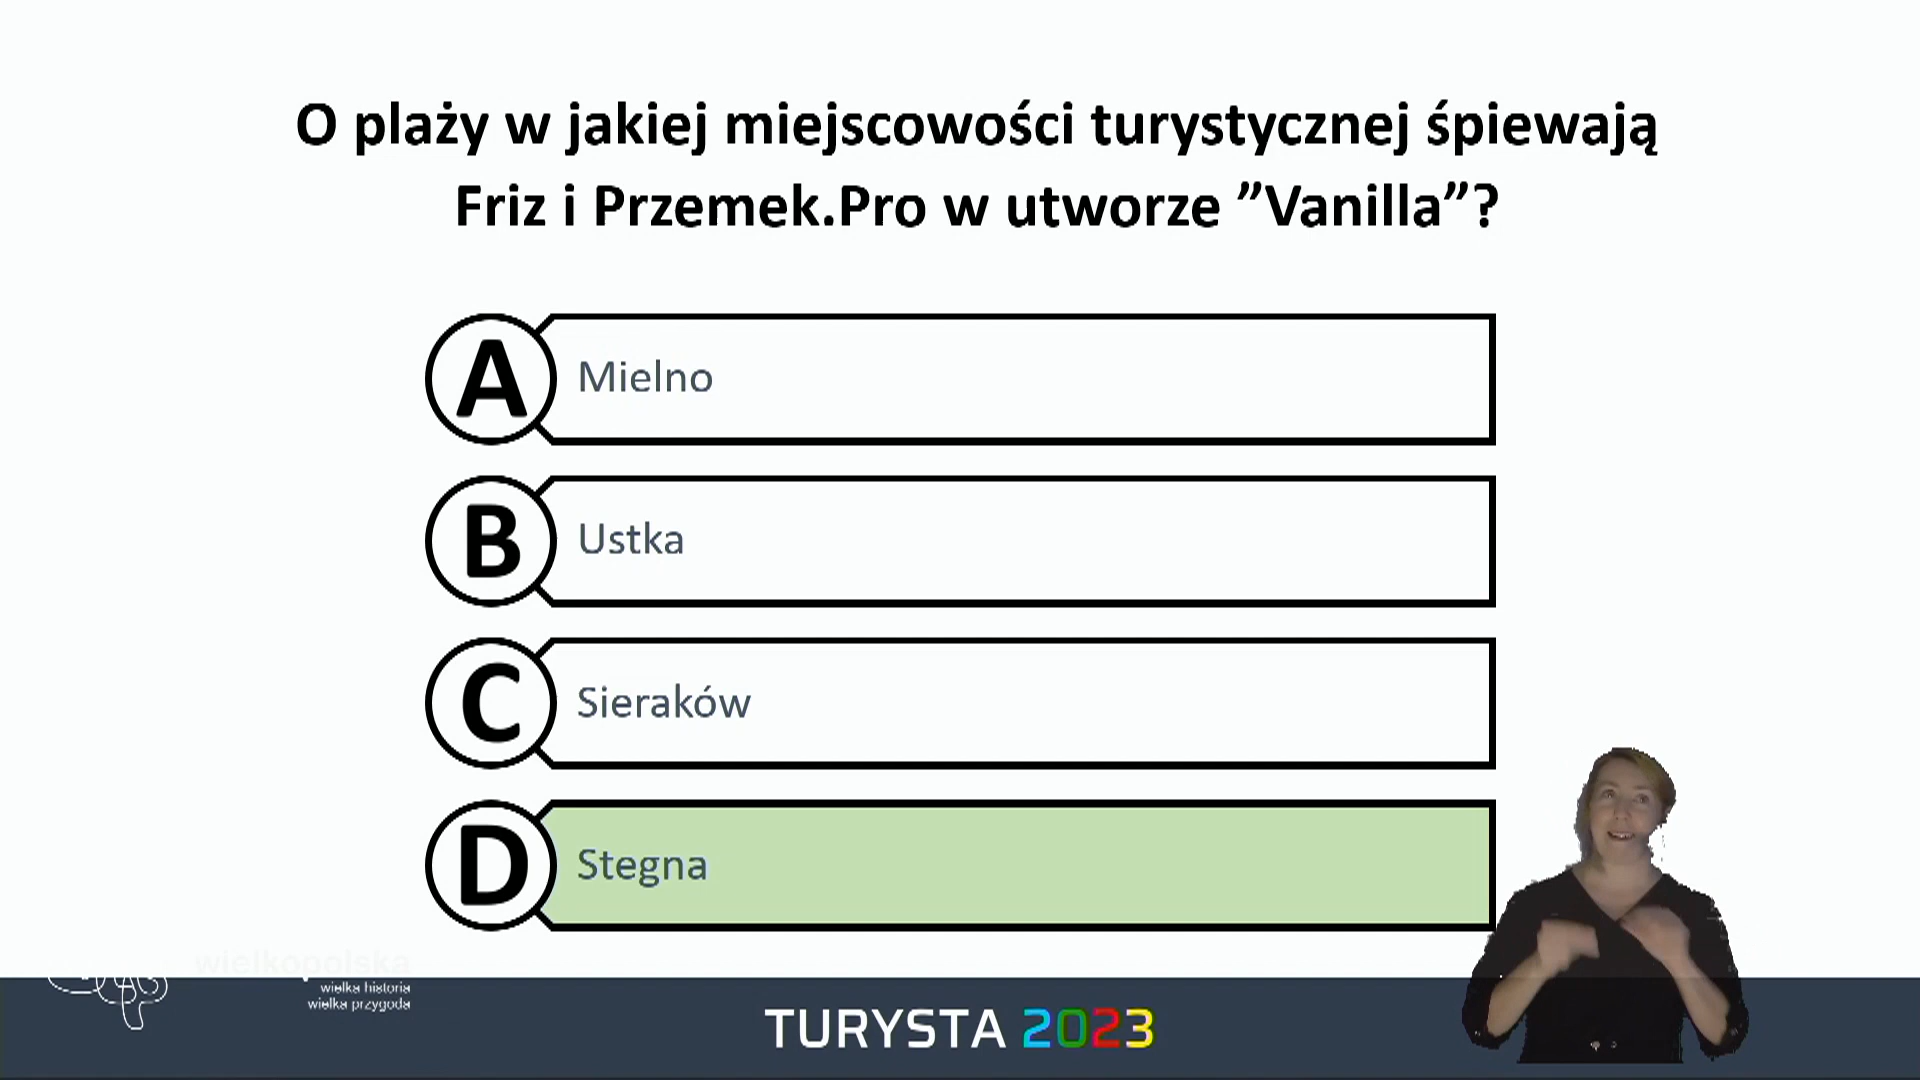 O plaży w jakiej miejscowości turystycznej śpiewają
Friz i Przemek.Pro w utworze ”Vanilla”?
A Mielno
B Ustka
C Sieraków
D Stegna
wielkopolska
wielka historia
wielka przygoda
TURYSTA 2023